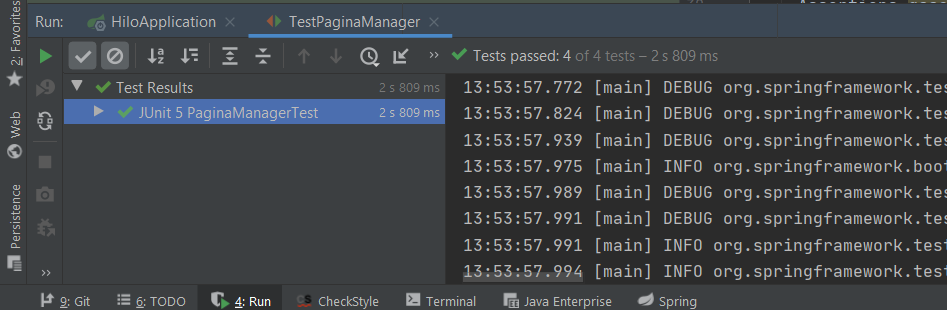 Run: HiloApplication × TestPaginaManager ×
Tests passed: 4 of 4 tests – 2 s 809 ms
Test Results 2 s 809 ms
JUnit 5 PaginaManagerTest 2 s 809 ms
13:53:57.772 [main] DEBUG org.springframework.tes
13:53:57.824 [main] DEBUG org.springframework.tes
13:53:57.939 [main] DEBUG org.springframework.tes
13:53:57.975 [main] INFO org.springframework.boot
13:53:57.989 [main] DEBUG org.springframework.tes
13:53:57.991 [main] DEBUG org.springframework.tes
13:53:57.991 [main] INFO org.springframework.test
13:53:57.994 [main] INFO org.springframework.test
2: Favorites
Web
Persistence
9: Git 6: TODO 4: Run CheckStyle Terminal Java Enterprise Spring